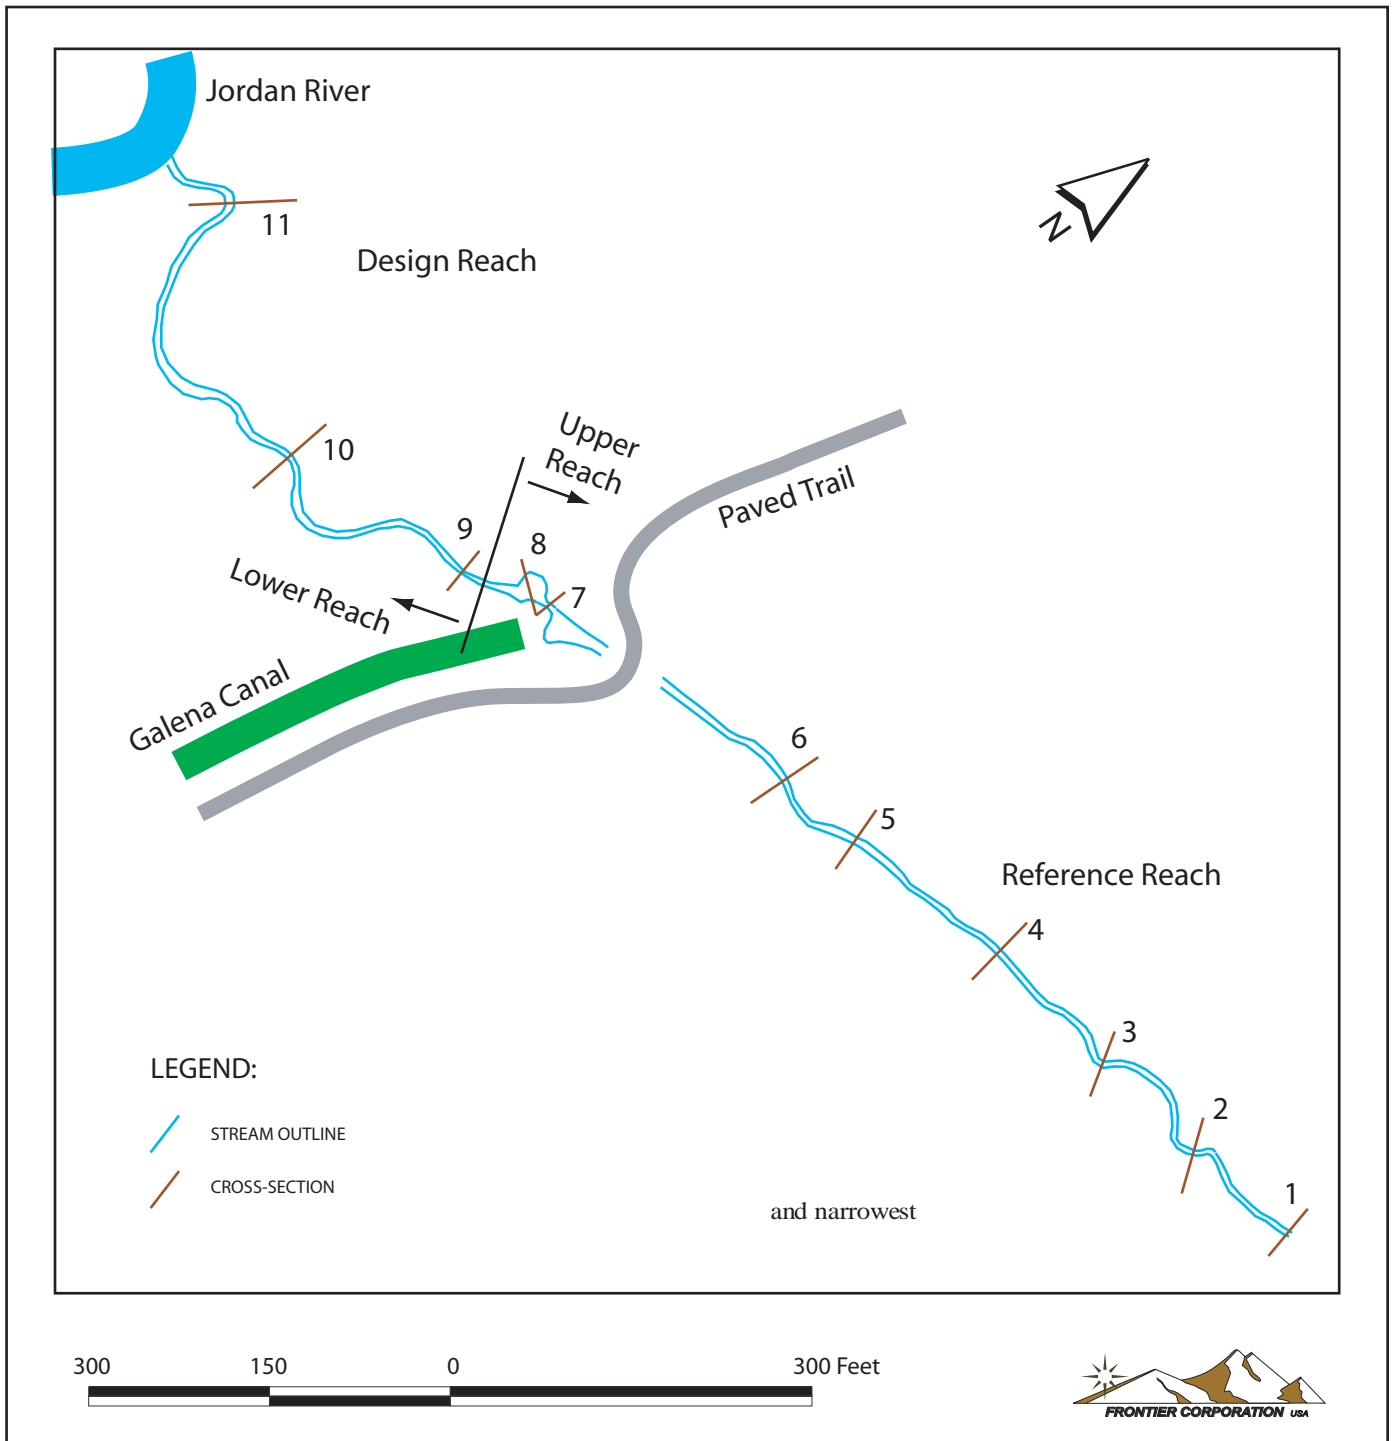 Jordan River
11
Design Reach
N
Upper
Reach
10
Paved Trail
9
8
7
Lower Reach
Galena Canal
6
5
Reference Reach
4
3
2
1
LEGEND:
STREAM OUTLINE
CROSS-SECTION
and narrowest
300 150 0 300 Feet
FRONTIER CORPORATION USA